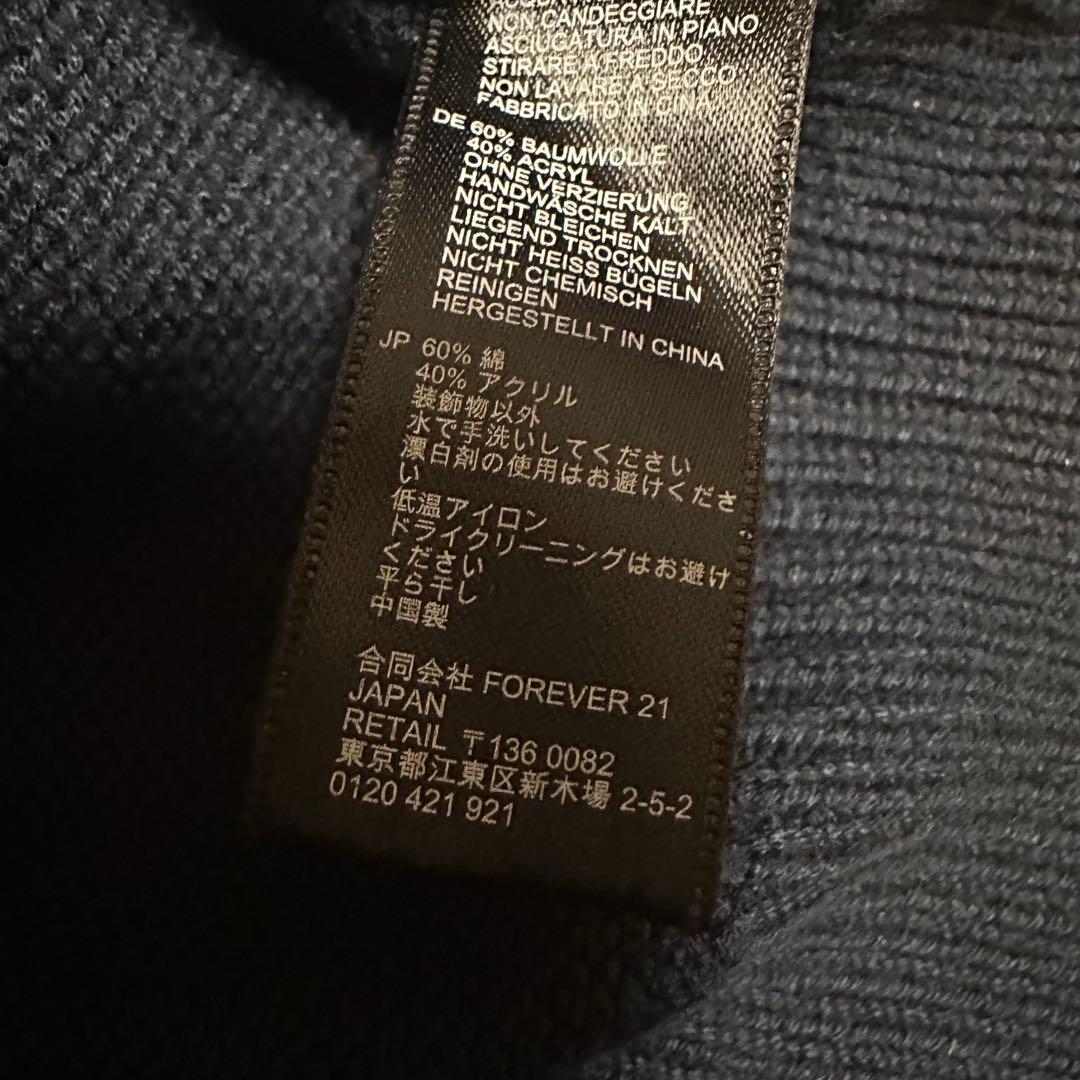 NON CANDEGGIARE
ASCIUGATURA IN PIANO
STIRARE A FREDDO
NON LAVARE A SECCO
FABBRICATO IN CINA
DE 60% BAUMWOLLE
40% ACRYL
OHNE VERZIERUNG
HANDWÄSCHE KALT
NICHT BLEICHEN
LIEGEND TROCKNEN
NICHT HEISS BÜGELN
NICHT CHEMISCH
REINIGEN
HERGESTELLT IN CHINA
JP 60% 綿
40% アクリル
装飾物以外
水で手洗いしてください
漂白剤の使用はお避けくださ
い
低温アイロン
ドライクリーニングはお避け
ください
平ら干し
中国製
合同会社 FOREVER 21
JAPAN
RETAIL 〒136 0082
東京都江東区新木場 2-5-2
0120 421 921